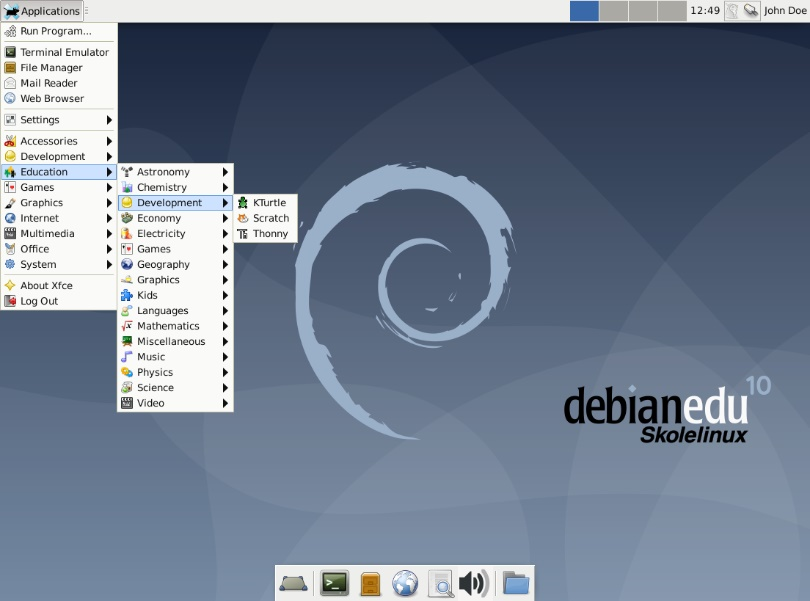 Applications
12:49
John Doe
Run Program...
Terminal Emulator
File Manager
Mail Reader
Web Browser
Settings
Accessories
Development
Education
Games
Graphics
Internet
Multimedia
Office
System
About Xfce
Log Out
Astronomy
Chemistry
Development
Economy
Electricity
Games
Geography
Graphics
Kids
Languages
Mathematics
Miscellaneous
Music
Physics
Science
Video
KTurtle
Scratch
Thonny
debianedu 10
Skolelinux